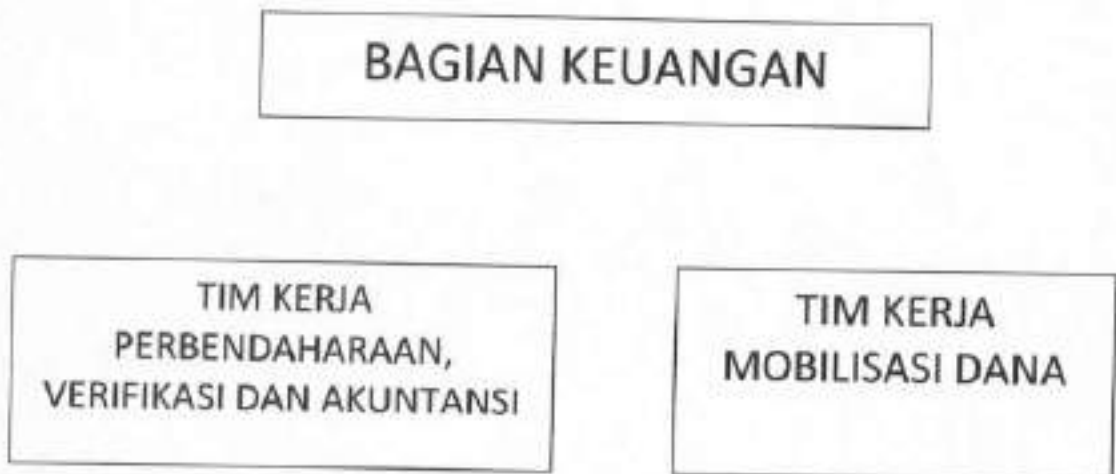 BAGIAN KEUANGAN
TIM KERJA
PERBENDAHARAAN,
VERIFIKASI DAN AKUNTANSI
TIM KERJA
MOBILISASI DANA